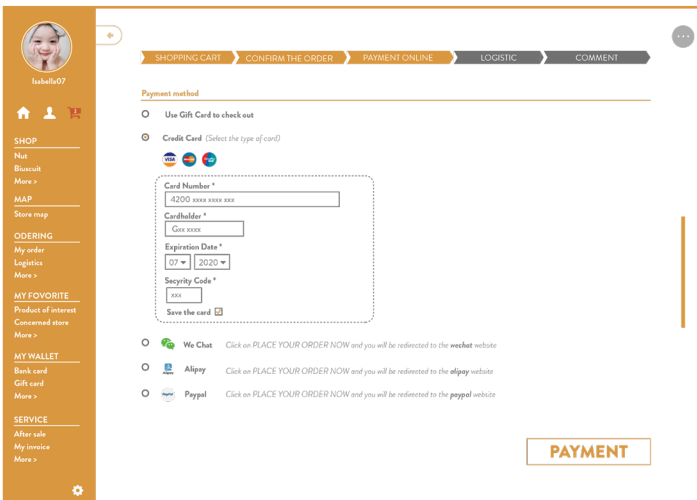 Isabella07
1
SHOP
Nut
Biuscuit
More >
MAP
Store map
ODERING
My order
Logistics
More >
MY FOVORITE
Product of interest
Concerned store
More >
MY WALLET
Bank card
Gift card
More >
SERVICE
After sale
My invoice
More >
SHOPPING CART
CONFIRM THE ORDER
PAYMENT ONLINE
LOGISTIC
COMMENT
Payment method
Use Gift Card to check out
Credit Card (Select the type of card)
VISA
Card Number *
4200 xxxx xxxx xxx
Cardholder *
Gxx xxxx
Expiration Date *
07 2020
Secyrity Code *
xxx
Save the card
We Chat Click on PLACE YOUR ORDER NOW and you will be redirected to the wechat website
Alipay Click on PLACE YOUR ORDER NOW and you will be redirected to the alipay website
PayPal Paypal Click on PLACE YOUR ORDER NOW and you will be redirected to the paypal website
PAYMENT